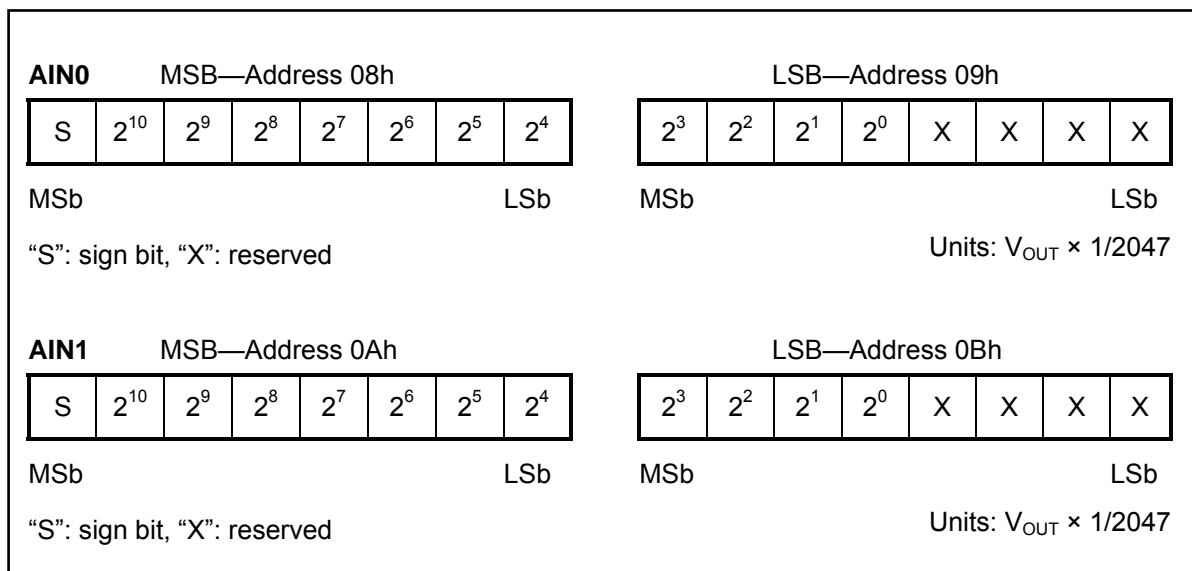 AIN0 MSB—Address 08h LSB—Address 09h
S 2^10 2^9 2^8 2^7 2^6 2^5 2^4 2^3 2^2 2^1 2^0 X X X X
MSb LSb MSb LSb
“S”: sign bit, “X”: reserved Units: V_OUT × 1/2047
AIN1 MSB—Address 0Ah LSB—Address 0Bh
S 2^10 2^9 2^8 2^7 2^6 2^5 2^4 2^3 2^2 2^1 2^0 X X X X
MSb LSb MSb LSb
“S”: sign bit, “X”: reserved Units: V_OUT × 1/2047